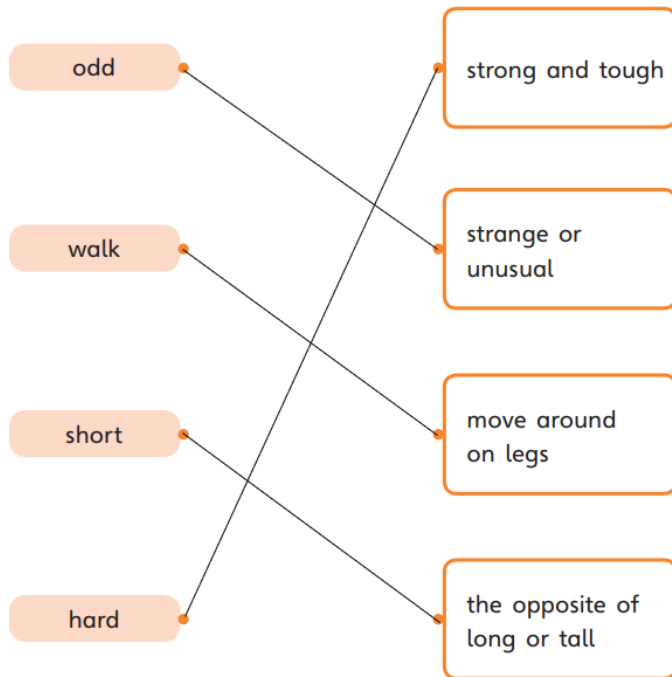 odd
strong and tough
walk
strange or
unusual
short
move around
on legs
hard
the opposite of
long or tall